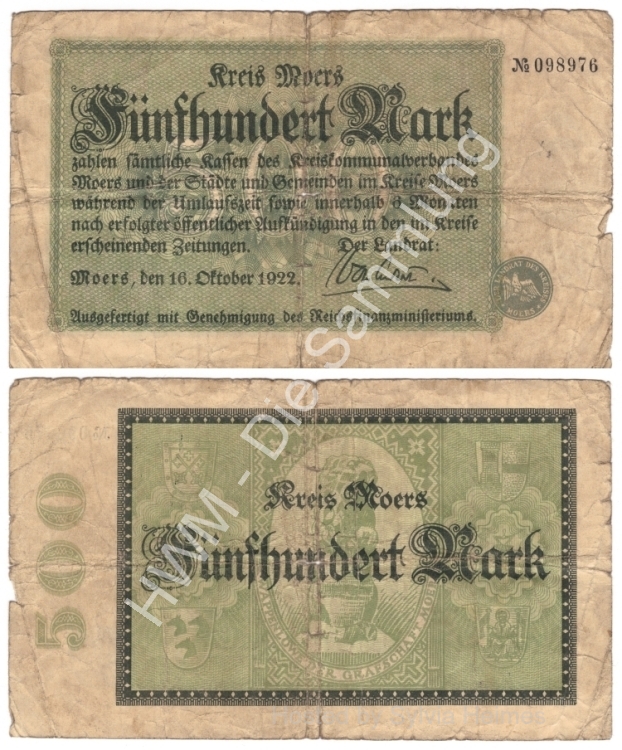 Kreis Moers
№ 098976
Fünfhundert Mark
zahlen sämtliche Kassen des Kreiskommunalverbandes
Moers und der Städte und Gemeinden im Kreise Moers
während der Umlaufszeit sowie innerhalb 3 Monaten
nach erfolgter öffentlicher Aufkündigung in den im Kreise
erscheinenden Zeitungen. Der Landrat:
Moers, den 16. Oktober 1922.
Ausgefertigt mit Genehmigung des Reichsfinanzministeriums.
HWM - Die Sammlung
500
Kreis Moers
Fünfhundert Mark
DER GRAFSCHAFT